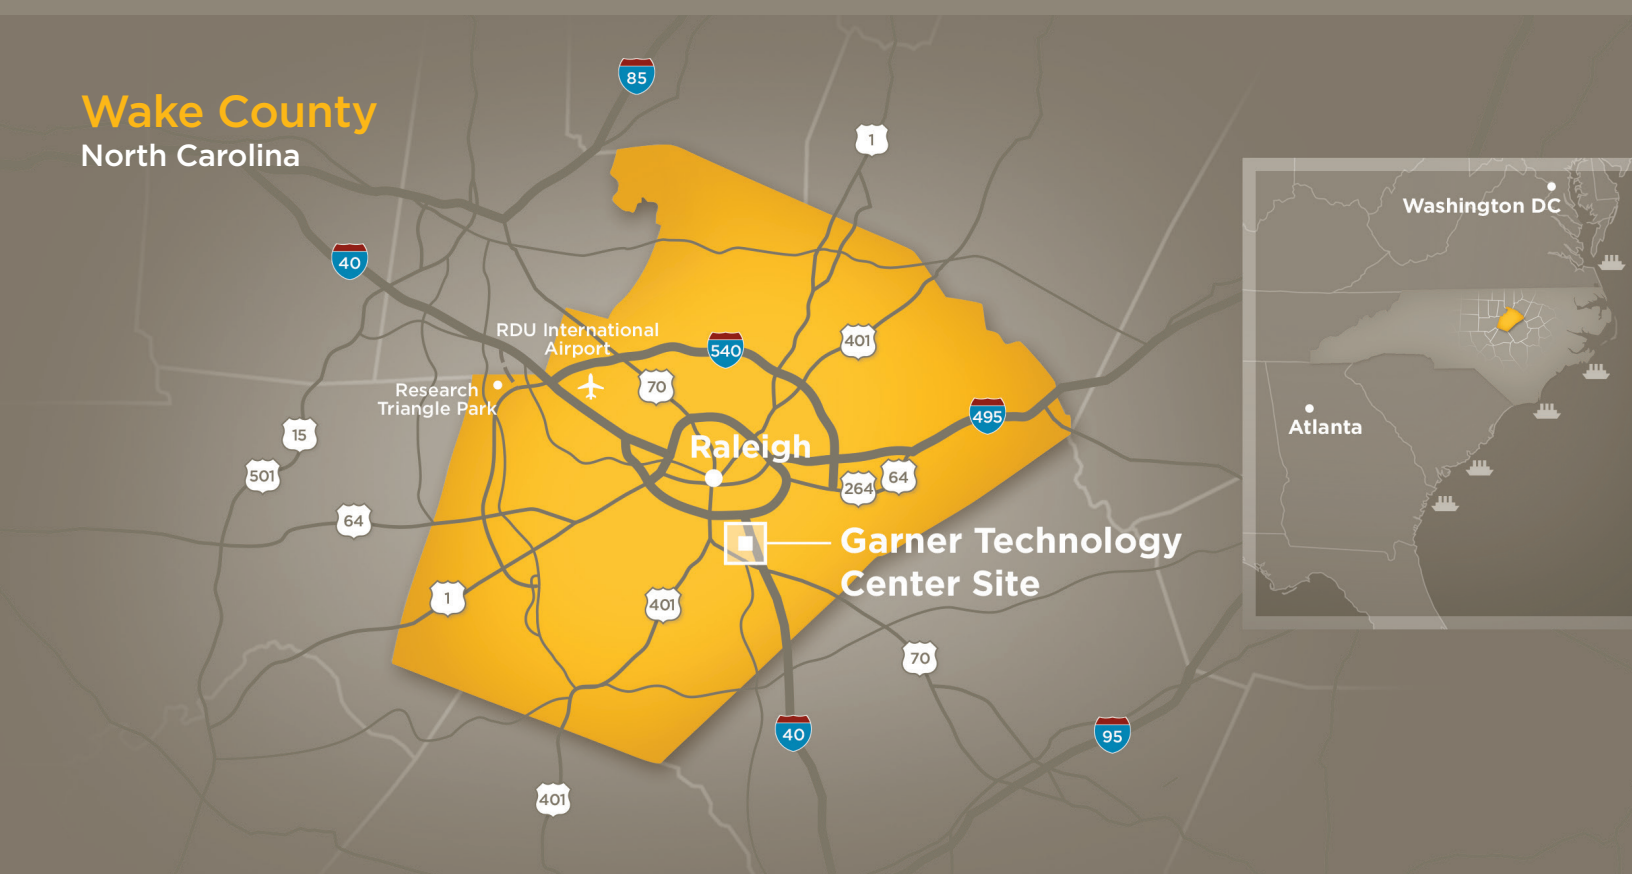 Wake County
North Carolina
85
1
40
Washington DC
RDU International
Airport
540
401
70
Research
Triangle Park
495
Atlanta
15
Raleigh
501
264
64
64
Garner Technology
Center Site
1
401
70
40
95
401